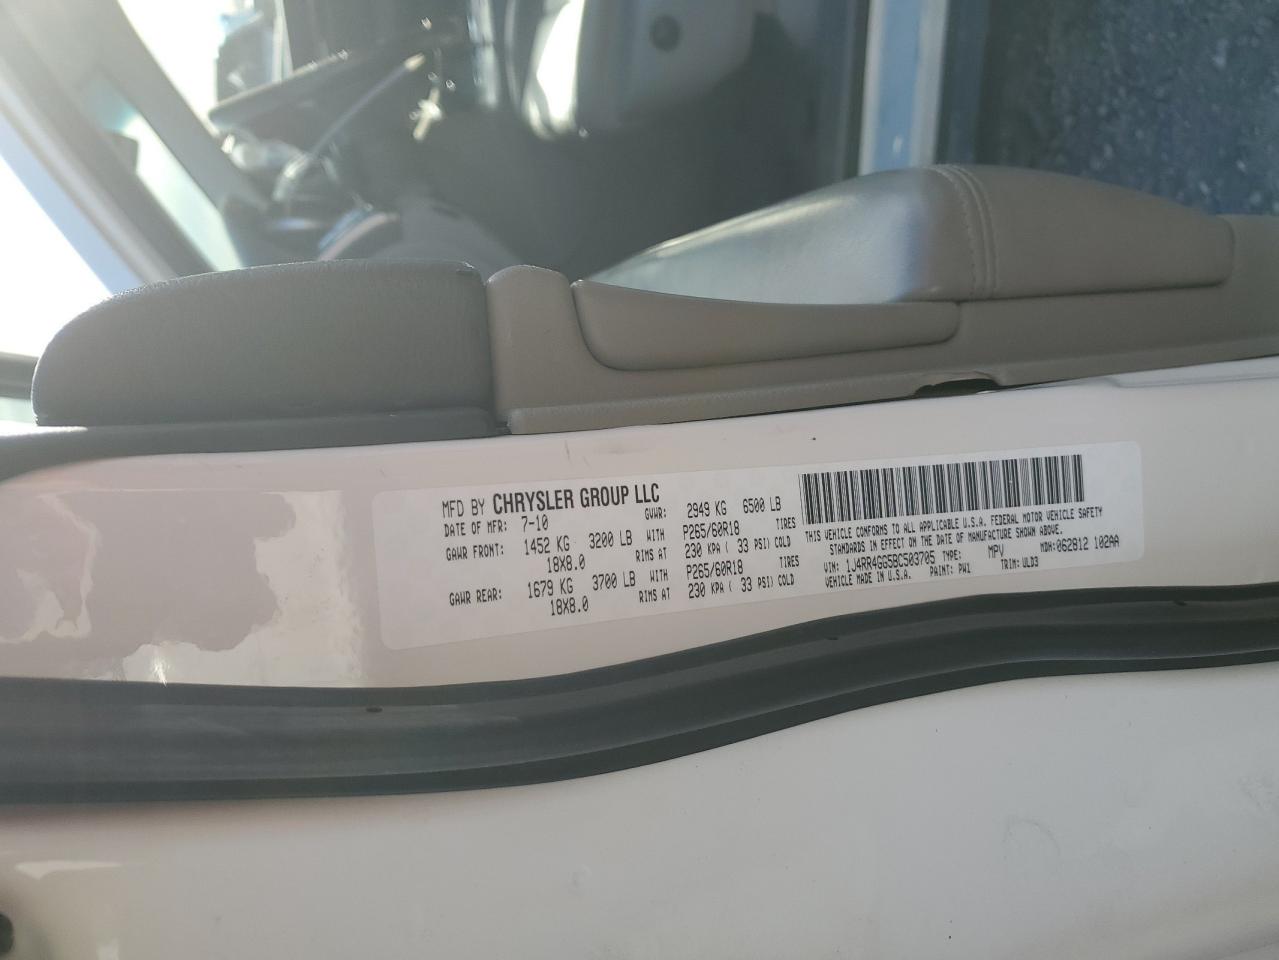 MFD BY CHRYSLER GROUP LLC
DATE OF MFR: 7-10 GVWR: 2949 KG 6500 LB
GAWR FRONT: 1452 KG 3200 LB WITH P265/60R18 TIRES
18X8.0 RIMS AT 230 KPA ( 33 PSI) COLD
GAWR REAR: 1679 KG 3700 LB WITH P265/60R18 TIRES
18X8.0 RIMS AT 230 KPA ( 33 PSI) COLD
THIS VEHICLE CONFORMS TO ALL APPLICABLE U.S.A. FEDERAL MOTOR VEHICLE SAFETY
STANDARDS IN EFFECT ON THE DATE OF MANUFACTURE SHOWN ABOVE.
VIN: 1J4RR4GG5BC503705 TYPE: MPV MDH: 062812 102AA
VEHICLE MADE IN U.S.A. PAINT: PW1 TRIM: ULD3